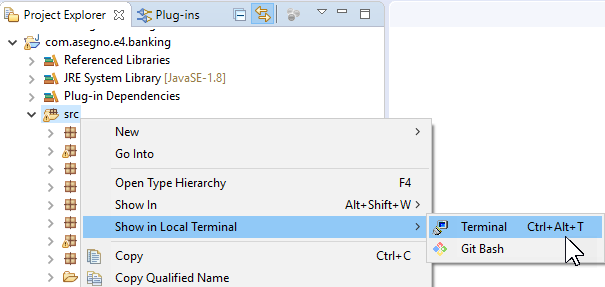 Project Explorer
Plug-ins
com.asegno.e4.banking
Referenced Libraries
JRE System Library [JavaSE-1.8]
Plug-in Dependencies
src
New
Go Into
Open Type Hierarchy F4
Show In Alt+Shift+W
Show in Local Terminal
Terminal Ctrl+Alt+T
Git Bash
Copy Ctrl+C
Copy Qualified Name